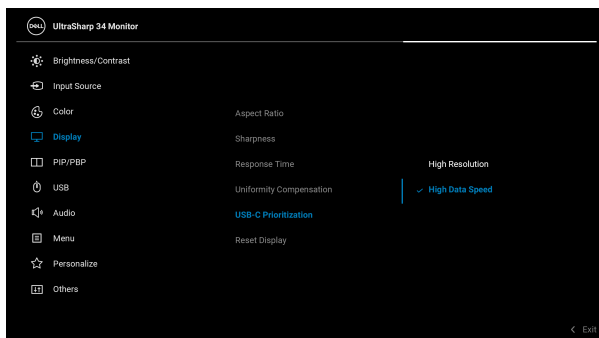 DELL UltraSharp 34 Monitor
Brightness/Contrast
Input Source
Color
Display
PIP/PBP
USB
Audio
Menu
Personalize
Others
Aspect Ratio
Sharpness
Response Time
Uniformity Compensation
USB-C Prioritization
Reset Display
High Resolution
High Data Speed
Exit